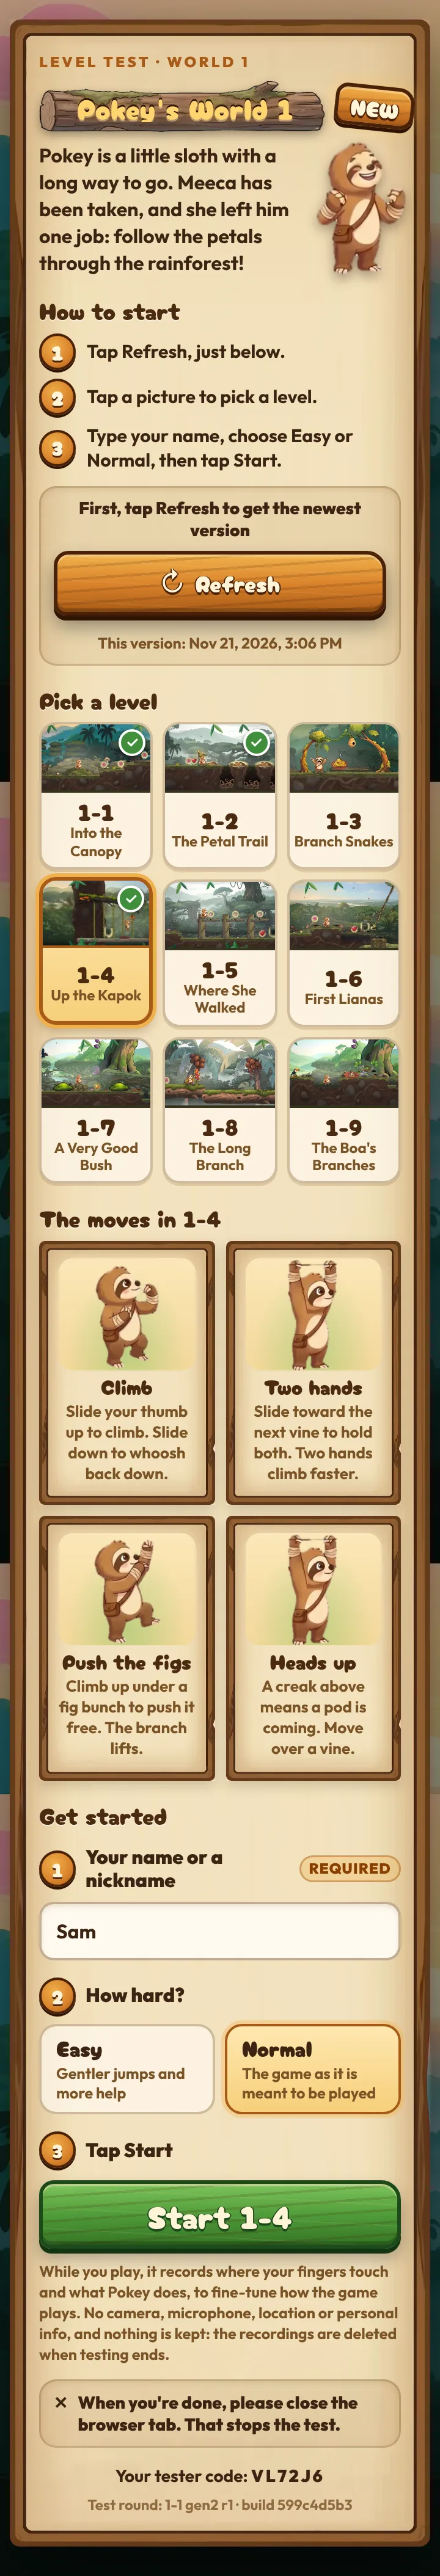 LEVEL TEST · WORLD 1
Pokey's World 1
NEW
Pokey is a little sloth with a
long way to go. Meeca has
been taken, and she left him
one job: follow the petals
through the rainforest!
How to start
1 Tap Refresh, just below.
2 Tap a picture to pick a level.
3 Type your name, choose Easy or
Normal, then tap Start.
First, tap Refresh to get the newest
version
Refresh
This version: Nov 21, 2026, 3:06 PM
Pick a level
1-1
Into the
Canopy
1-2
The Petal Trail
1-3
Branch Snakes
1-4
Up the Kapok
1-5
Where She
Walked
1-6
First Lianas
1-7
A Very Good
Bush
1-8
The Long
Branch
1-9
The Boa's
Branches
The moves in 1-4
Climb
Slide your thumb
up to climb. Slide
down to whoosh
back down.
Two hands
Slide toward the
next vine to hold
both. Two hands
climb faster.
Push the figs
Climb up under a
fig bunch to push it
free. The branch
lifts.
Heads up
A creak above
means a pod is
coming. Move
over a vine.
Get started
1 Your name or a
nickname
REQUIRED
Sam
2 How hard?
Easy
Gentler jumps and
more help
Normal
The game as it is
meant to be played
3 Tap Start
Start 1-4
While you play, it records where your fingers touch
and what Pokey does, to fine-tune how the game
plays. No camera, microphone, location or personal
info, and nothing is kept: the recordings are deleted
when testing ends.
✕ When you're done, please close the
browser tab. That stops the test.
Your tester code: VL72J6
Test round: 1-1 gen2 r1 · build 599c4d5b3